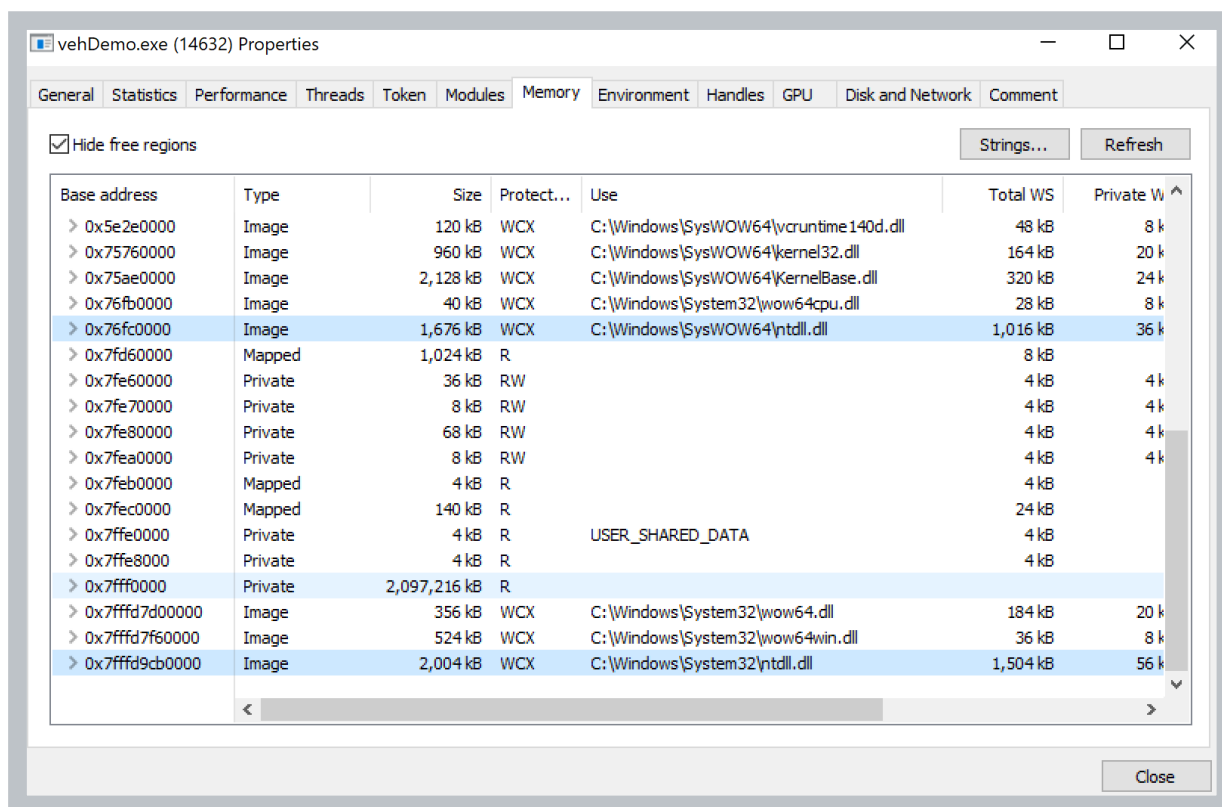 vehDemo.exe (14632) Properties
General Statistics Performance Threads Token Modules Memory Environment Handles GPU Disk and Network Comment
Hide free regions Strings... Refresh
Base address Type Size Protect... Use Total WS Private W
0x5e2e0000 Image 120 kB WCX C:\Windows\SysWOW64\vcruntime140d.dll 48 kB 8 k
0x75760000 Image 960 kB WCX C:\Windows\SysWOW64\kernel32.dll 164 kB 20 k
0x75ae0000 Image 2,128 kB WCX C:\Windows\SysWOW64\KernelBase.dll 320 kB 24 k
0x76fb0000 Image 40 kB WCX C:\Windows\System32\wow64cpu.dll 28 kB 8 k
0x76fc0000 Image 1,676 kB WCX C:\Windows\SysWOW64\ntdll.dll 1,016 kB 36 k
0x7fd60000 Mapped 1,024 kB R 8 kB
0x7fe60000 Private 36 kB RW 4 kB 4 k
0x7fe70000 Private 8 kB RW 4 kB 4 k
0x7fe80000 Private 68 kB RW 4 kB 4 k
0x7fea0000 Private 8 kB RW 4 kB 4 k
0x7feb0000 Mapped 4 kB R 4 kB
0x7fec0000 Mapped 140 kB R 24 kB
0x7ffe0000 Private 4 kB R USER_SHARED_DATA 4 kB
0x7ffe8000 Private 4 kB R 4 kB
0x7fff0000 Private 2,097,216 kB R
0x7fffd7d00000 Image 356 kB WCX C:\Windows\System32\wow64.dll 184 kB 20 k
0x7fffd7f60000 Image 524 kB WCX C:\Windows\System32\wow64win.dll 36 kB 8 k
0x7fffd9cb0000 Image 2,004 kB WCX C:\Windows\System32\ntdll.dll 1,504 kB 56 k
Close